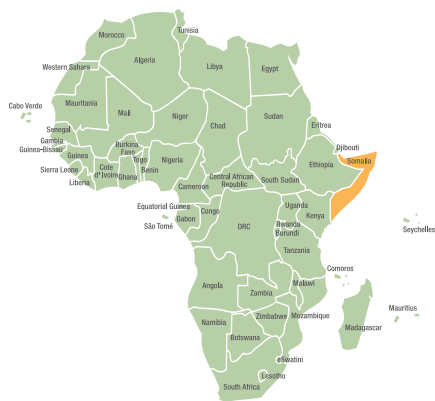 Tunisia
Morocco
Algeria
Libya
Egypt
Western Sahara
Cabo Verde
Mauritania
Mali
Niger
Chad
Sudan
Eritrea
Senegal
Gambia
Guinea-Bissau
Guinea
Sierra Leone
Liberia
Cote
d'Ivoire
Burkina
Faso
Ghana
Togo
Benin
Nigeria
Djibouti
Somalia
Ethiopia
Central African
Republic
South Sudan
Cameroon
Equatorial Guinea
São Tomé
Gabon
Congo
DRC
Uganda
Kenya
Rwanda
Burundi
Tanzania
Seychelles
Comoros
Malawi
Angola
Zambia
Mozambique
Zimbabwe
Mauritius
Madagascar
Namibia
Botswana
eSwatini
Lesotho
South Africa